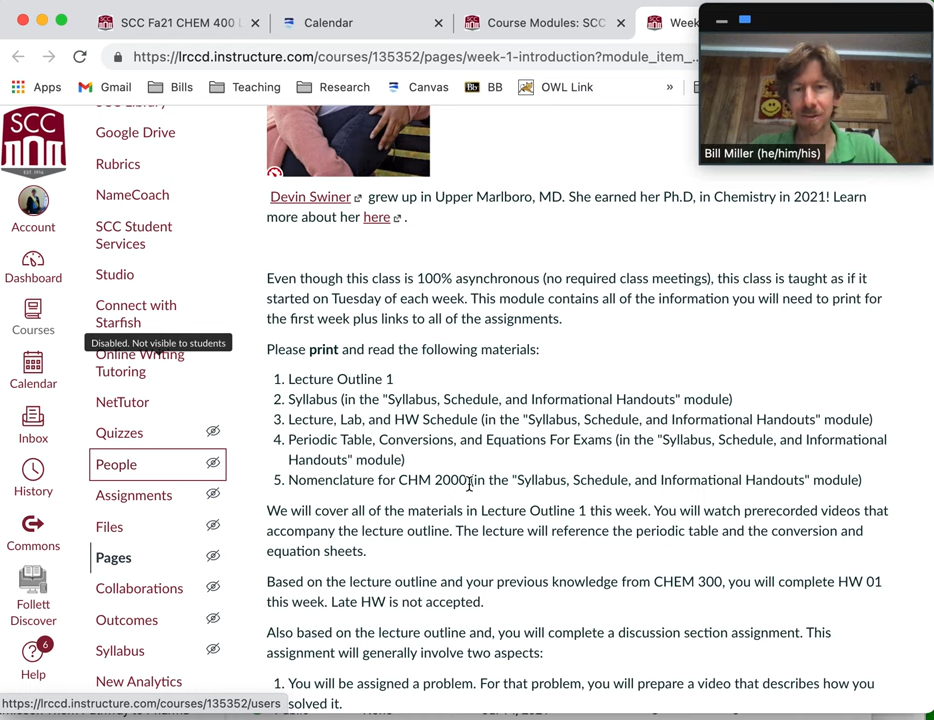 SCC Fa21 CHEM 400 L
Calendar
Course Modules: SCC
Week
https://lrccd.instructure.com/courses/135352/pages/week-1-introduction?module_item_...
Apps
Gmail
Bills
Teaching
Research
Canvas
BB
OWL Link
»
Bill Miller (he/him/his)
SCC
EST. 1916
Account
Dashboard
Courses
Calendar
Inbox
History
Commons
Follett
Discover
6
Help
SCC Library
Google Drive
Rubrics
NameCoach
SCC Student
Services
Studio
Connect with
Starfish
Disabled. Not visible to students
Online Writing
Tutoring
NetTutor
Quizzes
People
Assignments
Files
Pages
Collaborations
Outcomes
Syllabus
New Analytics
Devin Swiner grew up in Upper Marlboro, MD. She earned her Ph.D, in Chemistry in 2021! Learn
more about her here .
Even though this class is 100% asynchronous (no required class meetings), this class is taught as if it
started on Tuesday of each week. This module contains all of the information you will need to print for
the first week plus links to all of the assignments.
Please print and read the following materials:
1. Lecture Outline 1
2. Syllabus (in the "Syllabus, Schedule, and Informational Handouts" module)
3. Lecture, Lab, and HW Schedule (in the "Syllabus, Schedule, and Informational Handouts" module)
4. Periodic Table, Conversions, and Equations For Exams (in the "Syllabus, Schedule, and Informational
Handouts" module)
5. Nomenclature for CHM 2000 (in the "Syllabus, Schedule, and Informational Handouts" module)
We will cover all of the materials in Lecture Outline 1 this week. You will watch prerecorded videos that
accompany the lecture outline. The lecture will reference the periodic table and the conversion and
equation sheets.
Based on the lecture outline and your previous knowledge from CHEM 300, you will complete HW 01
this week. Late HW is not accepted.
Also based on the lecture outline and, you will complete a discussion section assignment. This
assignment will generally involve two aspects:
1. You will be assigned a problem. For that problem, you will prepare a video that describes how you
solved it.
https://lrccd.instructure.com/courses/135352/users